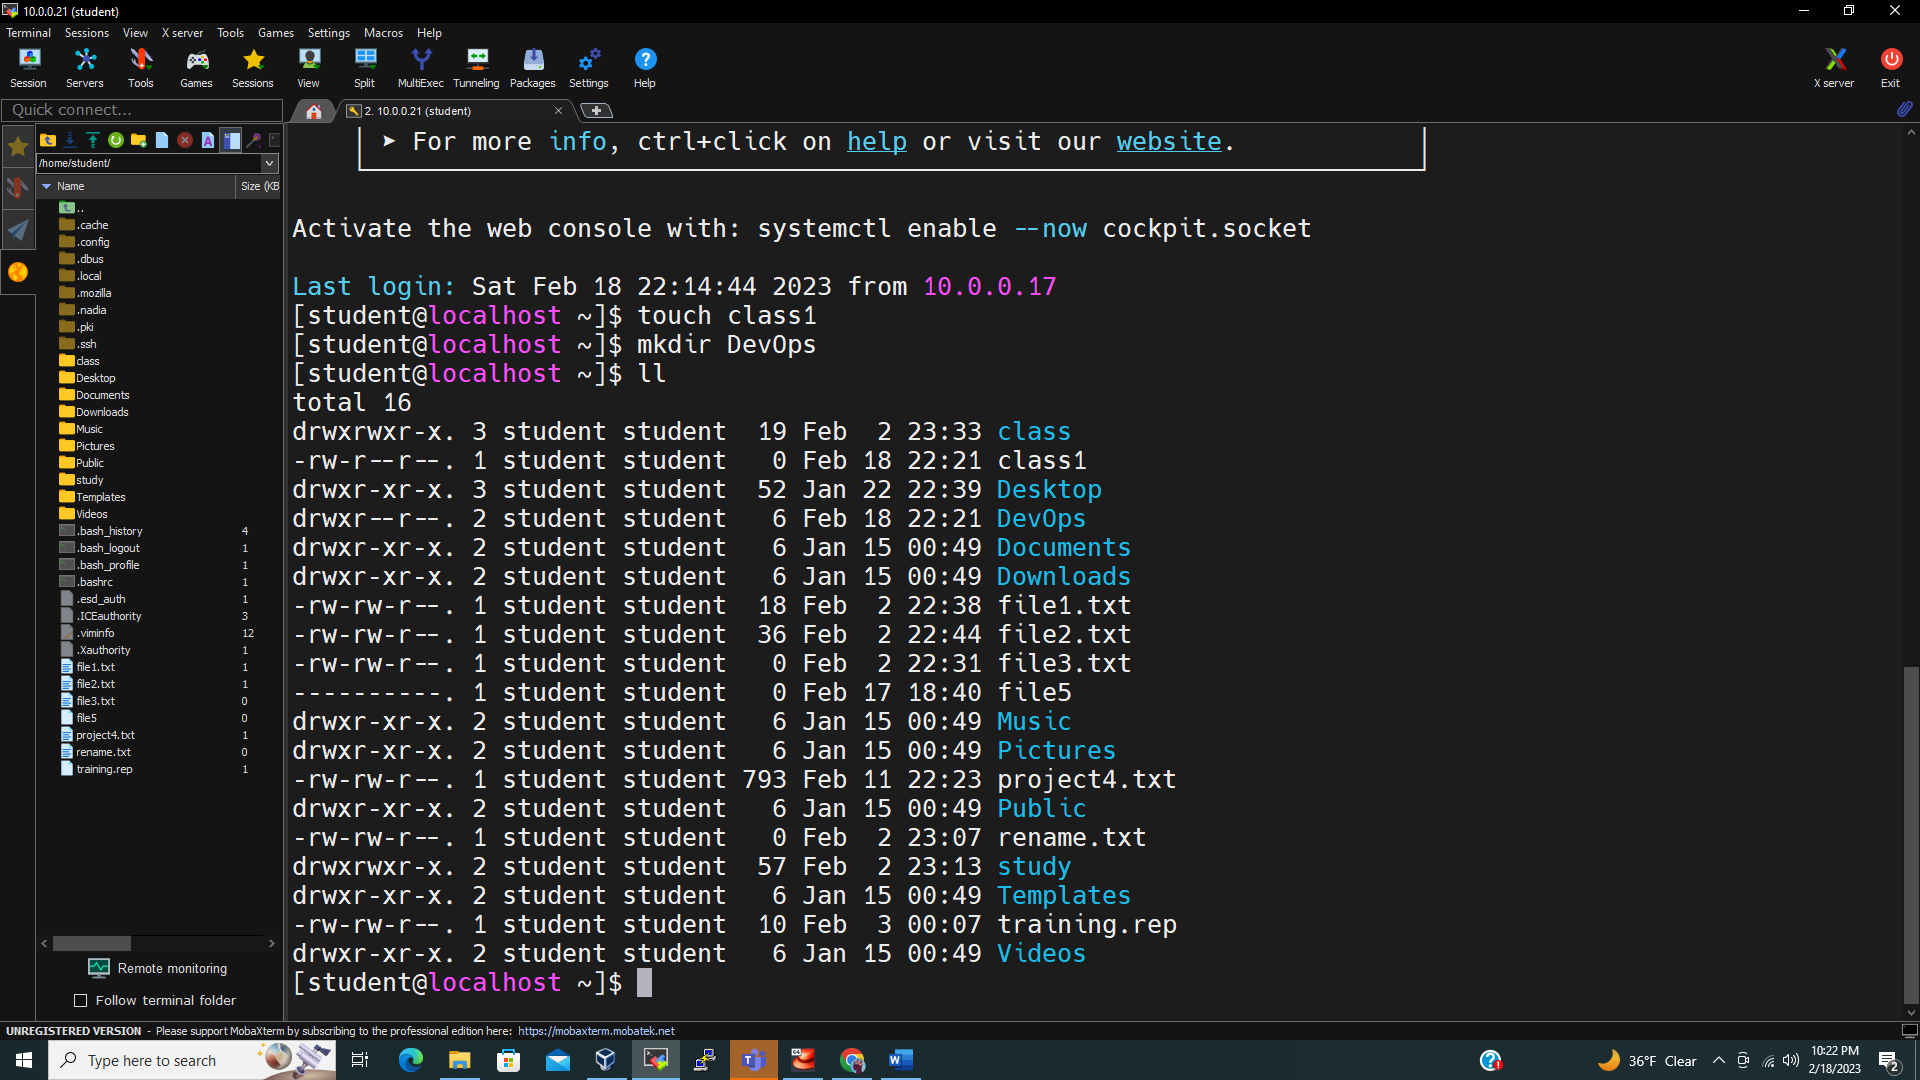 10.0.0.21 (student)
Terminal Sessions View X server Tools Games Settings Macros Help
Session Servers Tools Games Sessions View Split MultiExec Tunneling Packages Settings Help X server Exit
Quick connect...
2. 10.0.0.21 (student)
/home/student/
Name Size (KB
..
.cache
.config
.dbus
.local
.mozilla
.nadia
.pki
.ssh
class
Desktop
Documents
Downloads
Music
Pictures
Public
study
Templates
Videos
.bash_history 4
.bash_logout 1
.bash_profile 1
.bashrc 1
.esd_auth 1
.ICEauthority 3
.viminfo 12
.Xauthority 1
file1.txt 1
file2.txt 1
file3.txt 0
file5 0
project4.txt 1
rename.txt 0
training.rep 1
Remote monitoring
Follow terminal folder
➤ For more info, ctrl+click on help or visit our website.
Activate the web console with: systemctl enable --now cockpit.socket
Last login: Sat Feb 18 22:14:44 2023 from 10.0.0.17
[student@localhost ~]$ touch class1
[student@localhost ~]$ mkdir DevOps
[student@localhost ~]$ ll
total 16
drwxrwxr-x. 3 student student  19 Feb  2 23:33 class
-rw-r--r--. 1 student student   0 Feb 18 22:21 class1
drwxr-xr-x. 3 student student  52 Jan 22 22:39 Desktop
drwxr--r--. 2 student student   6 Feb 18 22:21 DevOps
drwxr-xr-x. 2 student student   6 Jan 15 00:49 Documents
drwxr-xr-x. 2 student student   6 Jan 15 00:49 Downloads
-rw-rw-r--. 1 student student  18 Feb  2 22:38 file1.txt
-rw-rw-r--. 1 student student  36 Feb  2 22:44 file2.txt
-rw-rw-r--. 1 student student   0 Feb  2 22:31 file3.txt
----------. 1 student student   0 Feb 17 18:40 file5
drwxr-xr-x. 2 student student   6 Jan 15 00:49 Music
drwxr-xr-x. 2 student student   6 Jan 15 00:49 Pictures
-rw-rw-r--. 1 student student 793 Feb 11 22:23 project4.txt
drwxr-xr-x. 2 student student   6 Jan 15 00:49 Public
-rw-rw-r--. 1 student student   0 Feb  2 23:07 rename.txt
drwxrwxr-x. 2 student student  57 Feb  2 23:13 study
drwxr-xr-x. 2 student student   6 Jan 15 00:49 Templates
-rw-rw-r--. 1 student student  10 Feb  3 00:07 training.rep
drwxr-xr-x. 2 student student   6 Jan 15 00:49 Videos
[student@localhost ~]$
UNREGISTERED VERSION - Please support MobaXterm by subscribing to the professional edition here: https://mobaxterm.mobatek.net
Type here to search
36°F Clear
10:22 PM
2/18/2023
2